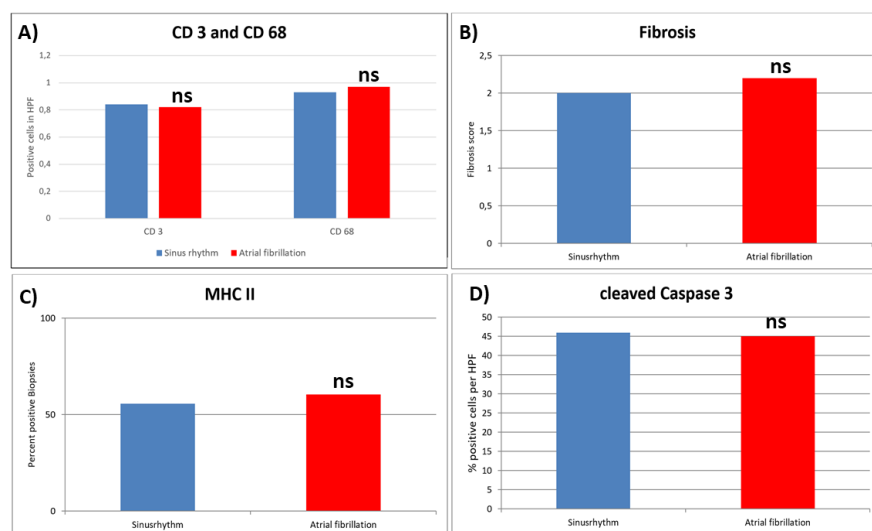 A)
CD 3 and CD 68
Positive cells in HPF
1,2
1
0,8
0,6
0,4
0,2
0
ns
ns
CD 3
CD 68
Sinus rhythm
Atrial fibrillation
B)
Fibrosis
Fibrosis score
2,5
2
1,5
1
0,5
0
ns
Sinusrhythm
Atrial fibrillation
C)
MHC II
Percent positive Biopsies
100
50
0
ns
Sinusrhythm
Atrial fibrillation
D)
cleaved Caspase 3
% positive cells per HPF
50
45
40
35
30
25
20
15
10
5
0
ns
Sinusrhythm
Atrial fibrillation